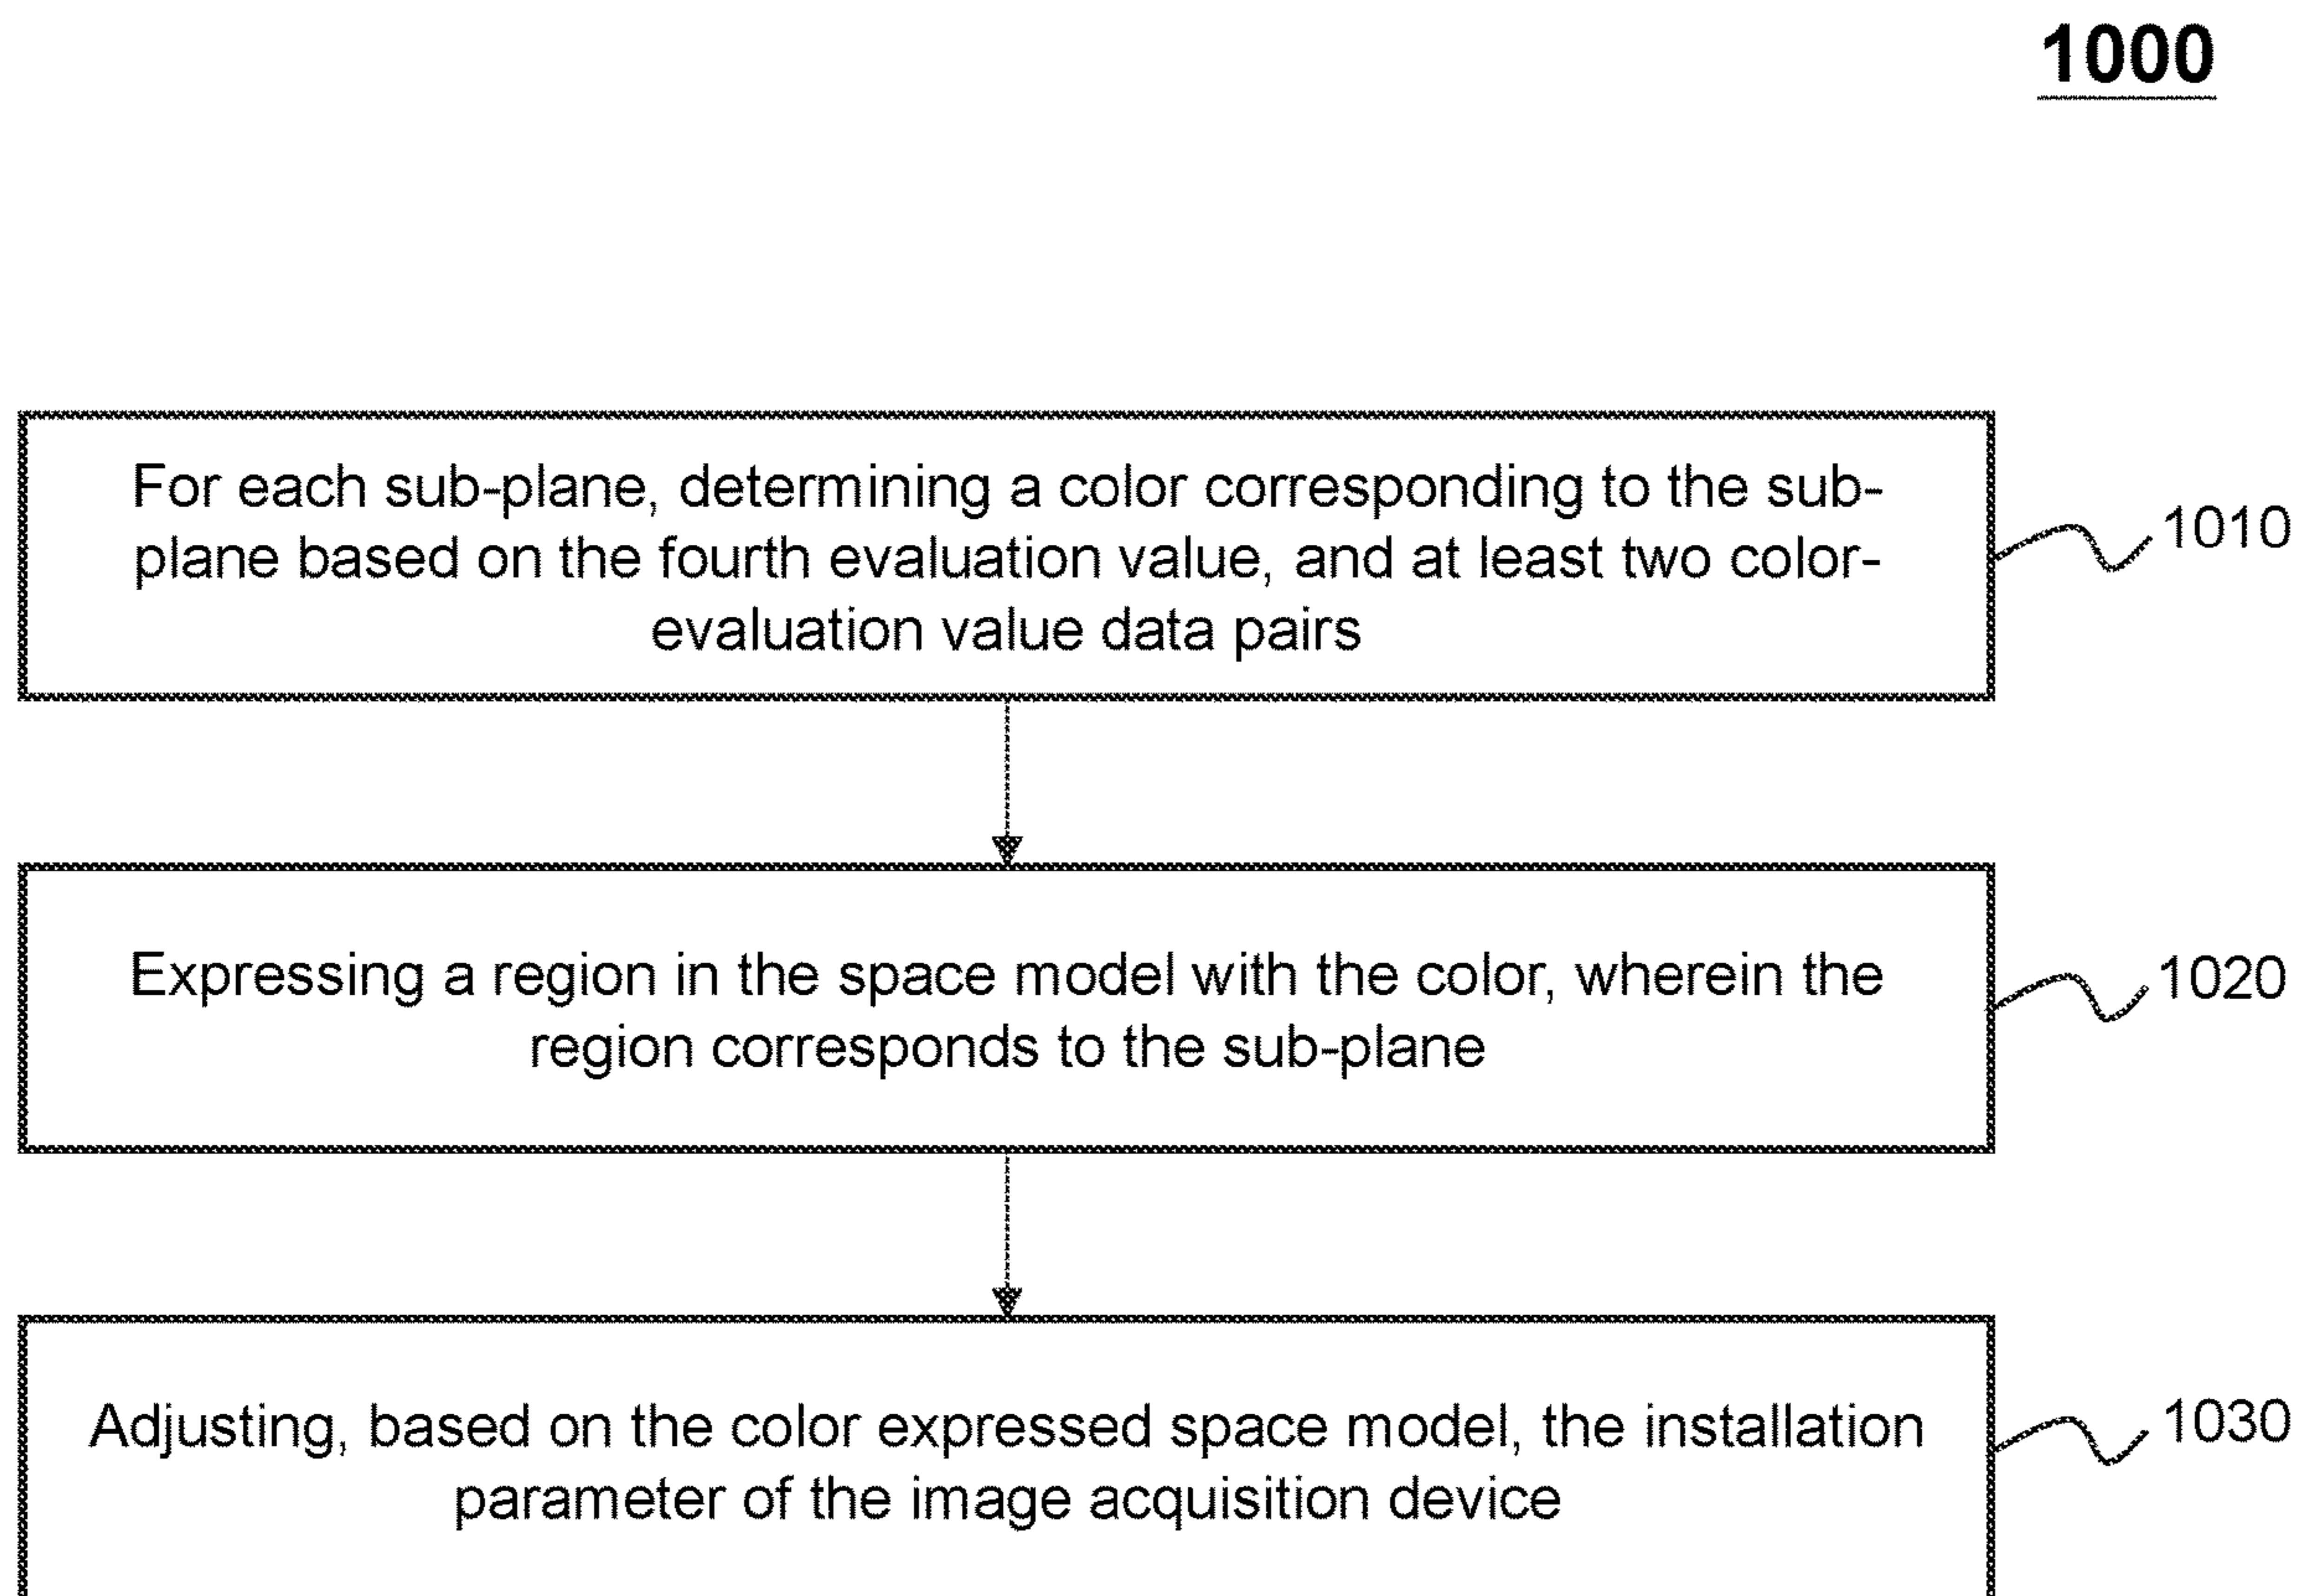 1000
For each sub-plane, determining a color corresponding to the sub-
plane based on the fourth evaluation value, and at least two color-
evaluation value data pairs
1010
Expressing a region in the space model with the color, wherein the
region corresponds to the sub-plane
1020
Adjusting, based on the color expressed space model, the installation
parameter of the image acquisition device
1030